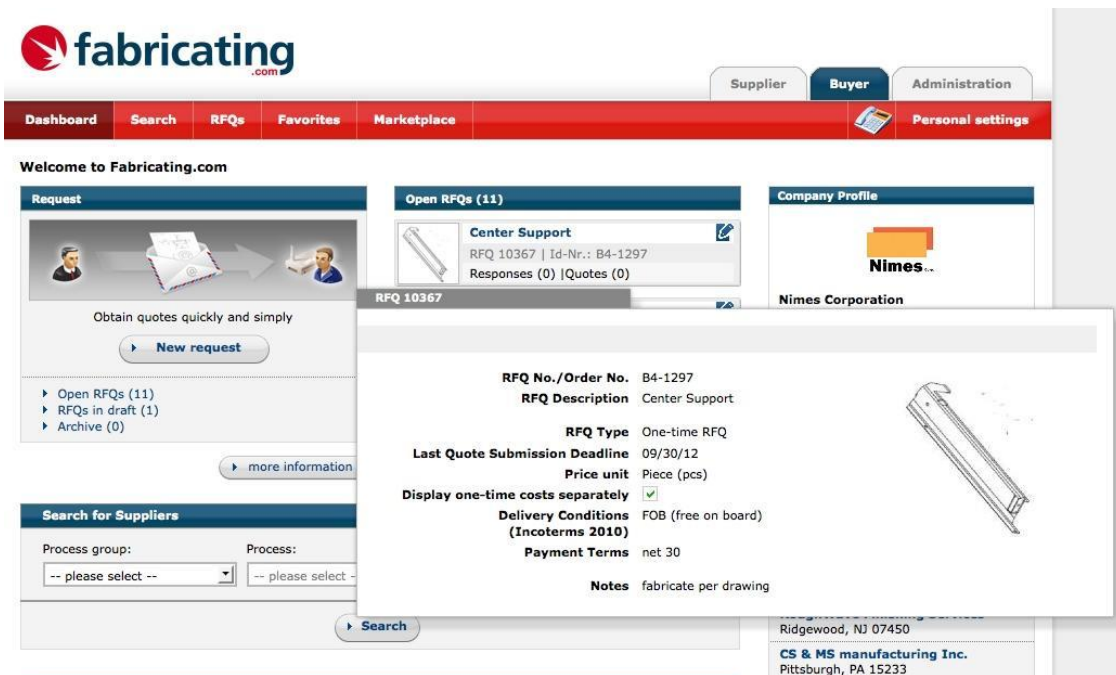 fabricating
.com
Supplier
Buyer
Administration
Dashboard
Search
RFQs
Favorites
Marketplace
Personal settings
Welcome to Fabricating.com
Request
Obtain quotes quickly and simply
New request
Open RFQs (11)
RFQs in draft (1)
Archive (0)
more information
Open RFQs (11)
Center Support
RFQ 10367 | Id-Nr.: B4-1297
Responses (0) |Quotes (0)
Company Profile
Nimes
Nimes Corporation
RFQ 10367
RFQ No./Order No. B4-1297
RFQ Description Center Support
RFQ Type One-time RFQ
Last Quote Submission Deadline 09/30/12
Price unit Piece (pcs)
Display one-time costs separately
Delivery Conditions FOB (free on board)
(Incoterms 2010)
Payment Terms net 30
Notes fabricate per drawing
Search for Suppliers
Process group: Process:
-- please select -- -- please select -
Search
Ridgewood, NJ 07450
CS & MS manufacturing Inc.
Pittsburgh, PA 15233